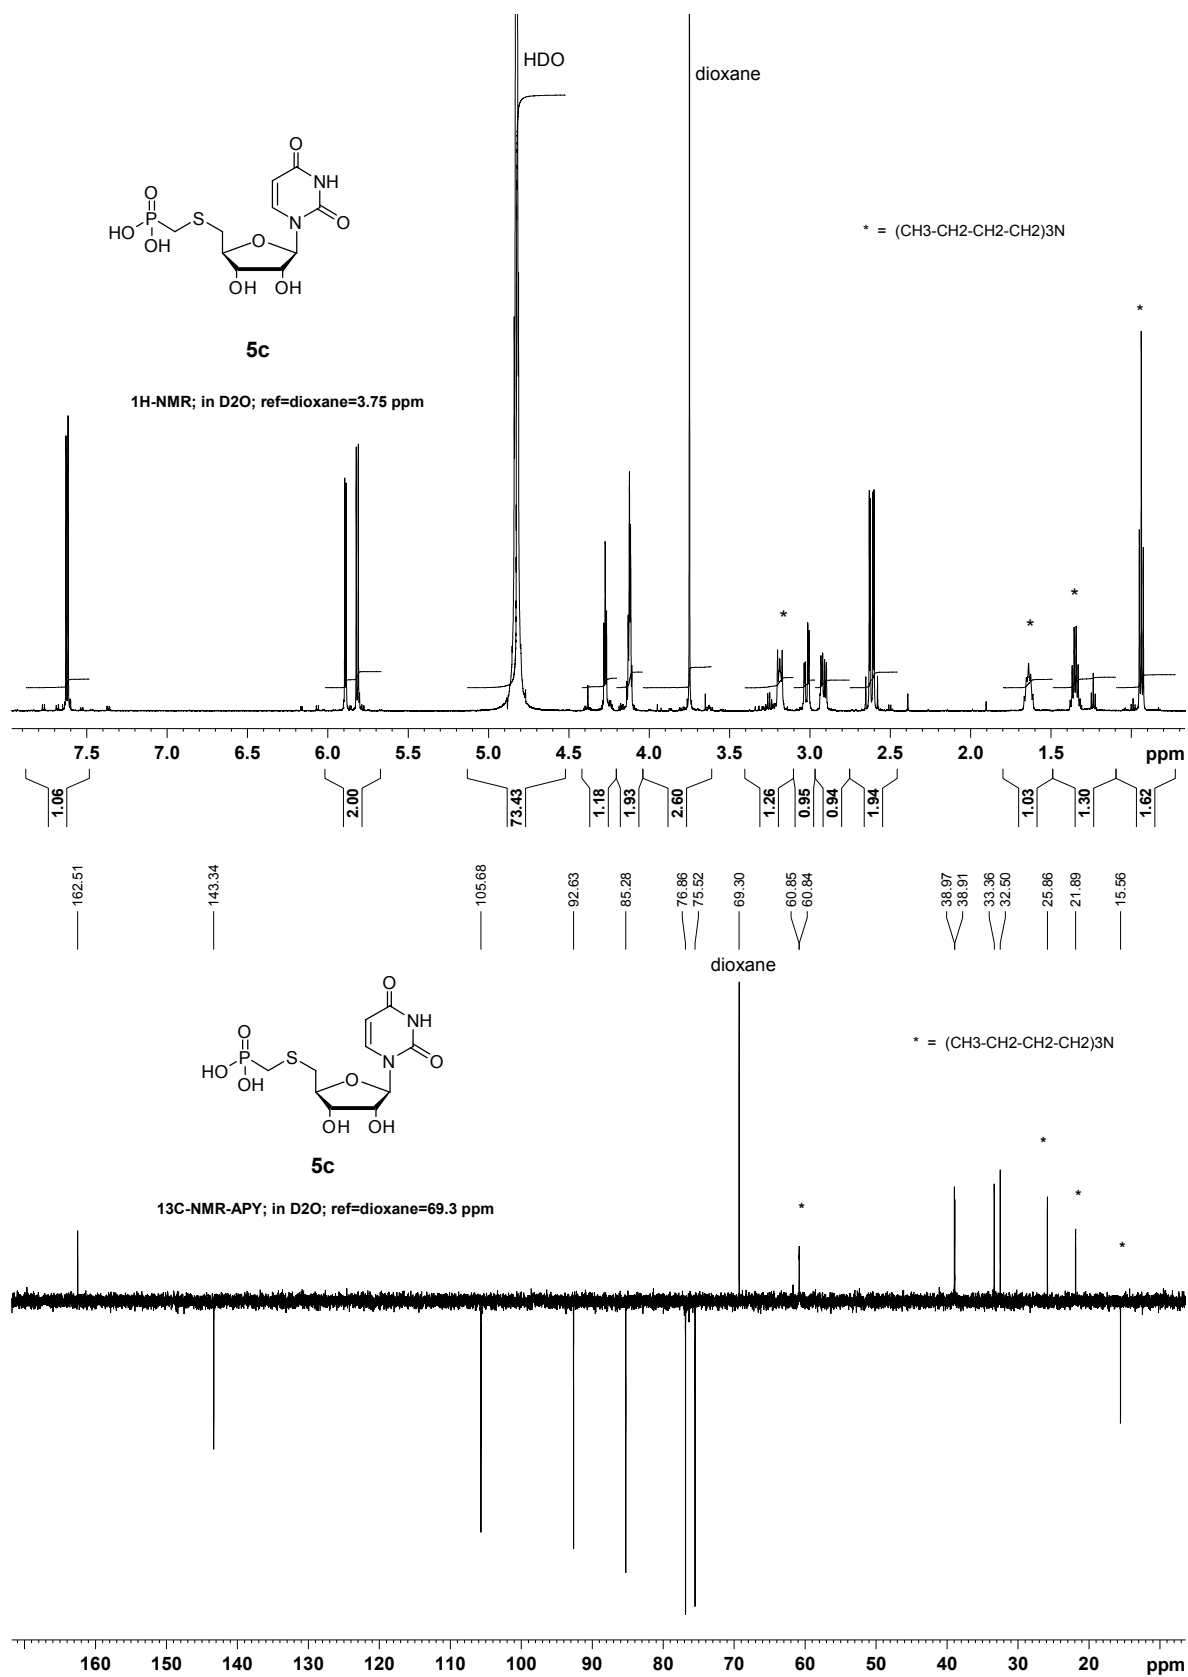 HDO
dioxane
O
NH
N
O
O
P
HO
OH
S
O
OH OH
* = (CH3-CH2-CH2-CH2)3N
5c
1H-NMR; in D2O; ref=dioxane=3.75 ppm
*
*
*
*
7.5 7.0 6.5 6.0 5.5 5.0 4.5 4.0 3.5 3.0 2.5 2.0 1.5 ppm
1.06 2.00 73.43 1.18 1.93 2.60 1.26 0.95 0.94 1.94 1.03 1.30 1.62
162.51 143.34 105.68 92.63 85.28 76.86 75.52 69.30 60.85 60.84 38.97 38.91 33.36 32.50 25.86 21.89 15.56
dioxane
O
NH
N
O
O
P
HO
OH
S
O
OH OH
* = (CH3-CH2-CH2-CH2)3N
5c
13C-NMR-APY; in D2O; ref=dioxane=69.3 ppm
*
*
*
*
160 150 140 130 120 110 100 90 80 70 60 50 40 30 20 ppm